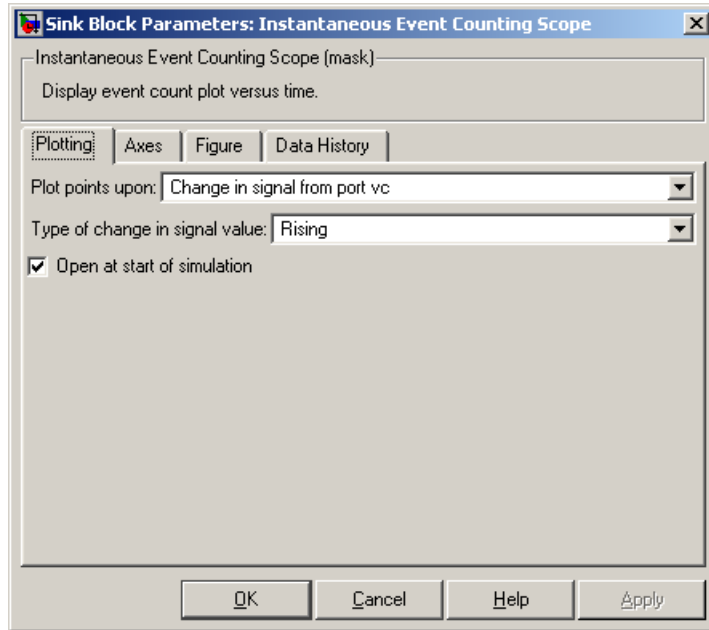 Sink Block Parameters: Instantaneous Event Counting Scope
Instantaneous Event Counting Scope (mask)
Display event count plot versus time.
Plotting Axes Figure Data History
Plot points upon: Change in signal from port vc
Type of change in signal value: Rising
Open at start of simulation
OK Cancel Help Apply